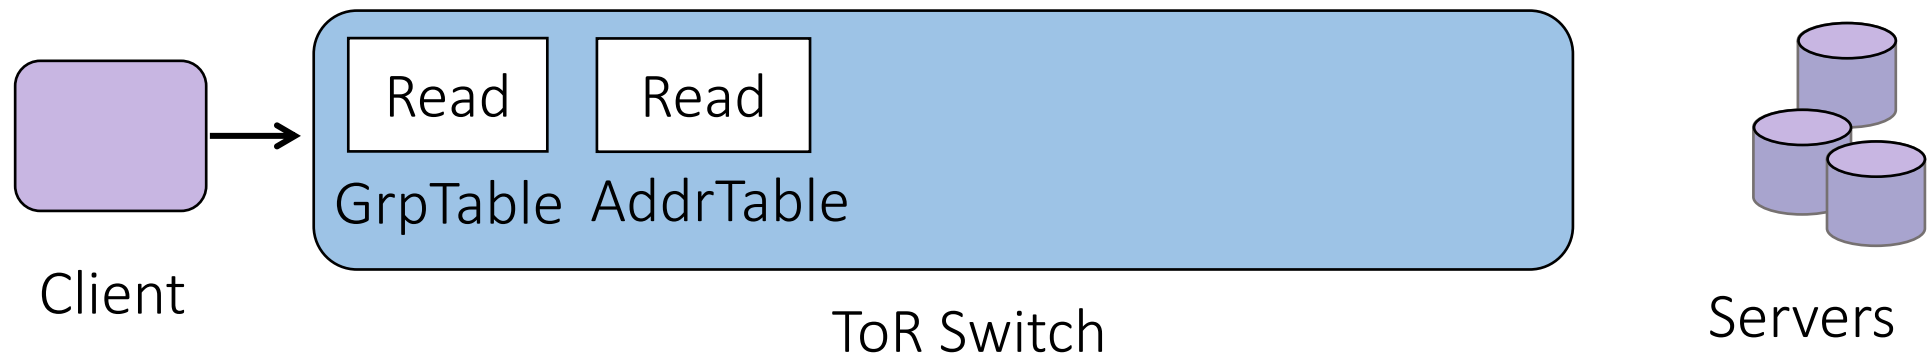 Read
Read
GrpTable
AddrTable
Client
ToR Switch
Servers